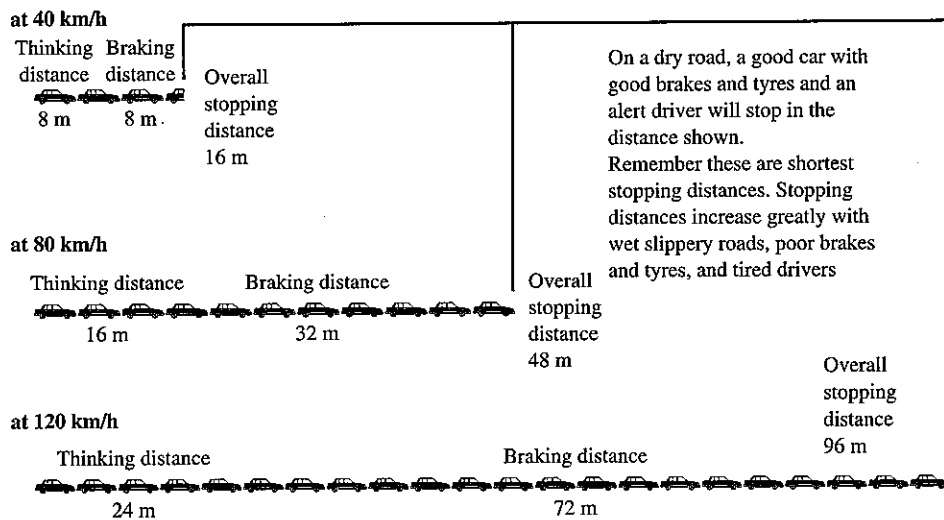 at 40 km/h
Thinking Braking
distance distance
8 m 8 m
Overall
stopping
distance
16 m
On a dry road, a good car with
good brakes and tyres and an
alert driver will stop in the
distance shown.
Remember these are shortest
stopping distances. Stopping
distances increase greatly with
wet slippery roads, poor brakes
and tyres, and tired drivers
at 80 km/h
Thinking distance Braking distance
16 m 32 m
Overall
stopping
distance
48 m
at 120 km/h
Thinking distance Braking distance
24 m 72 m
Overall
stopping
distance
96 m